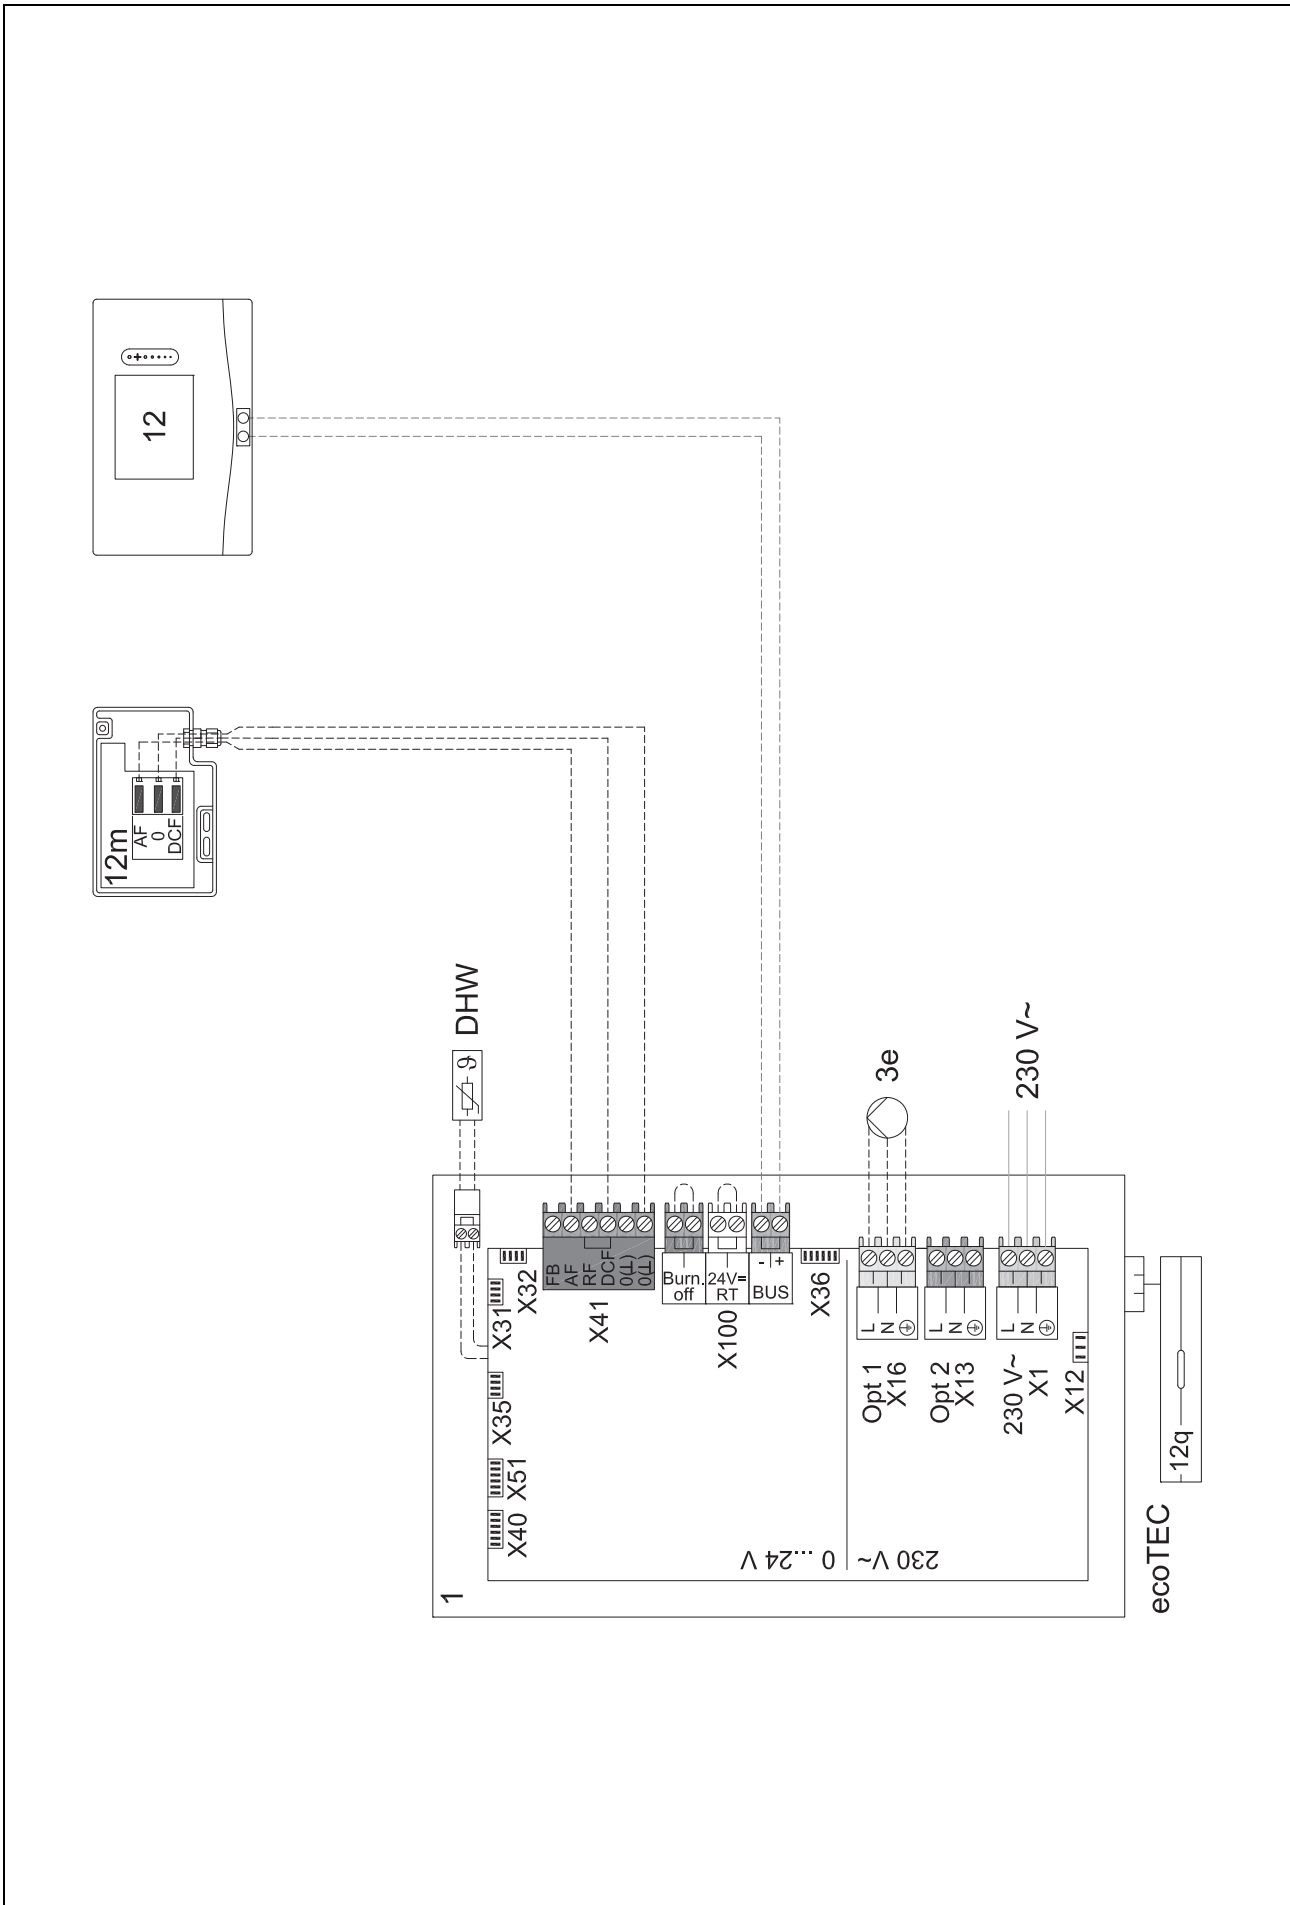 12
12m
AF
0
DCF
DHW
ϑ
1
X40
X51
X35
X31
X32
FB
AF
RF
DCF
0(⊥)
0(⊥)
X41
Burn.
off
24V=
RT
X100
- +
BUS
X36
0 ...24 V
230 V~
L
N
Opt 1
X16
3e
L
N
Opt 2
X13
L
N
230 V~
X1
230 V~
X12
12q
ecoTEC